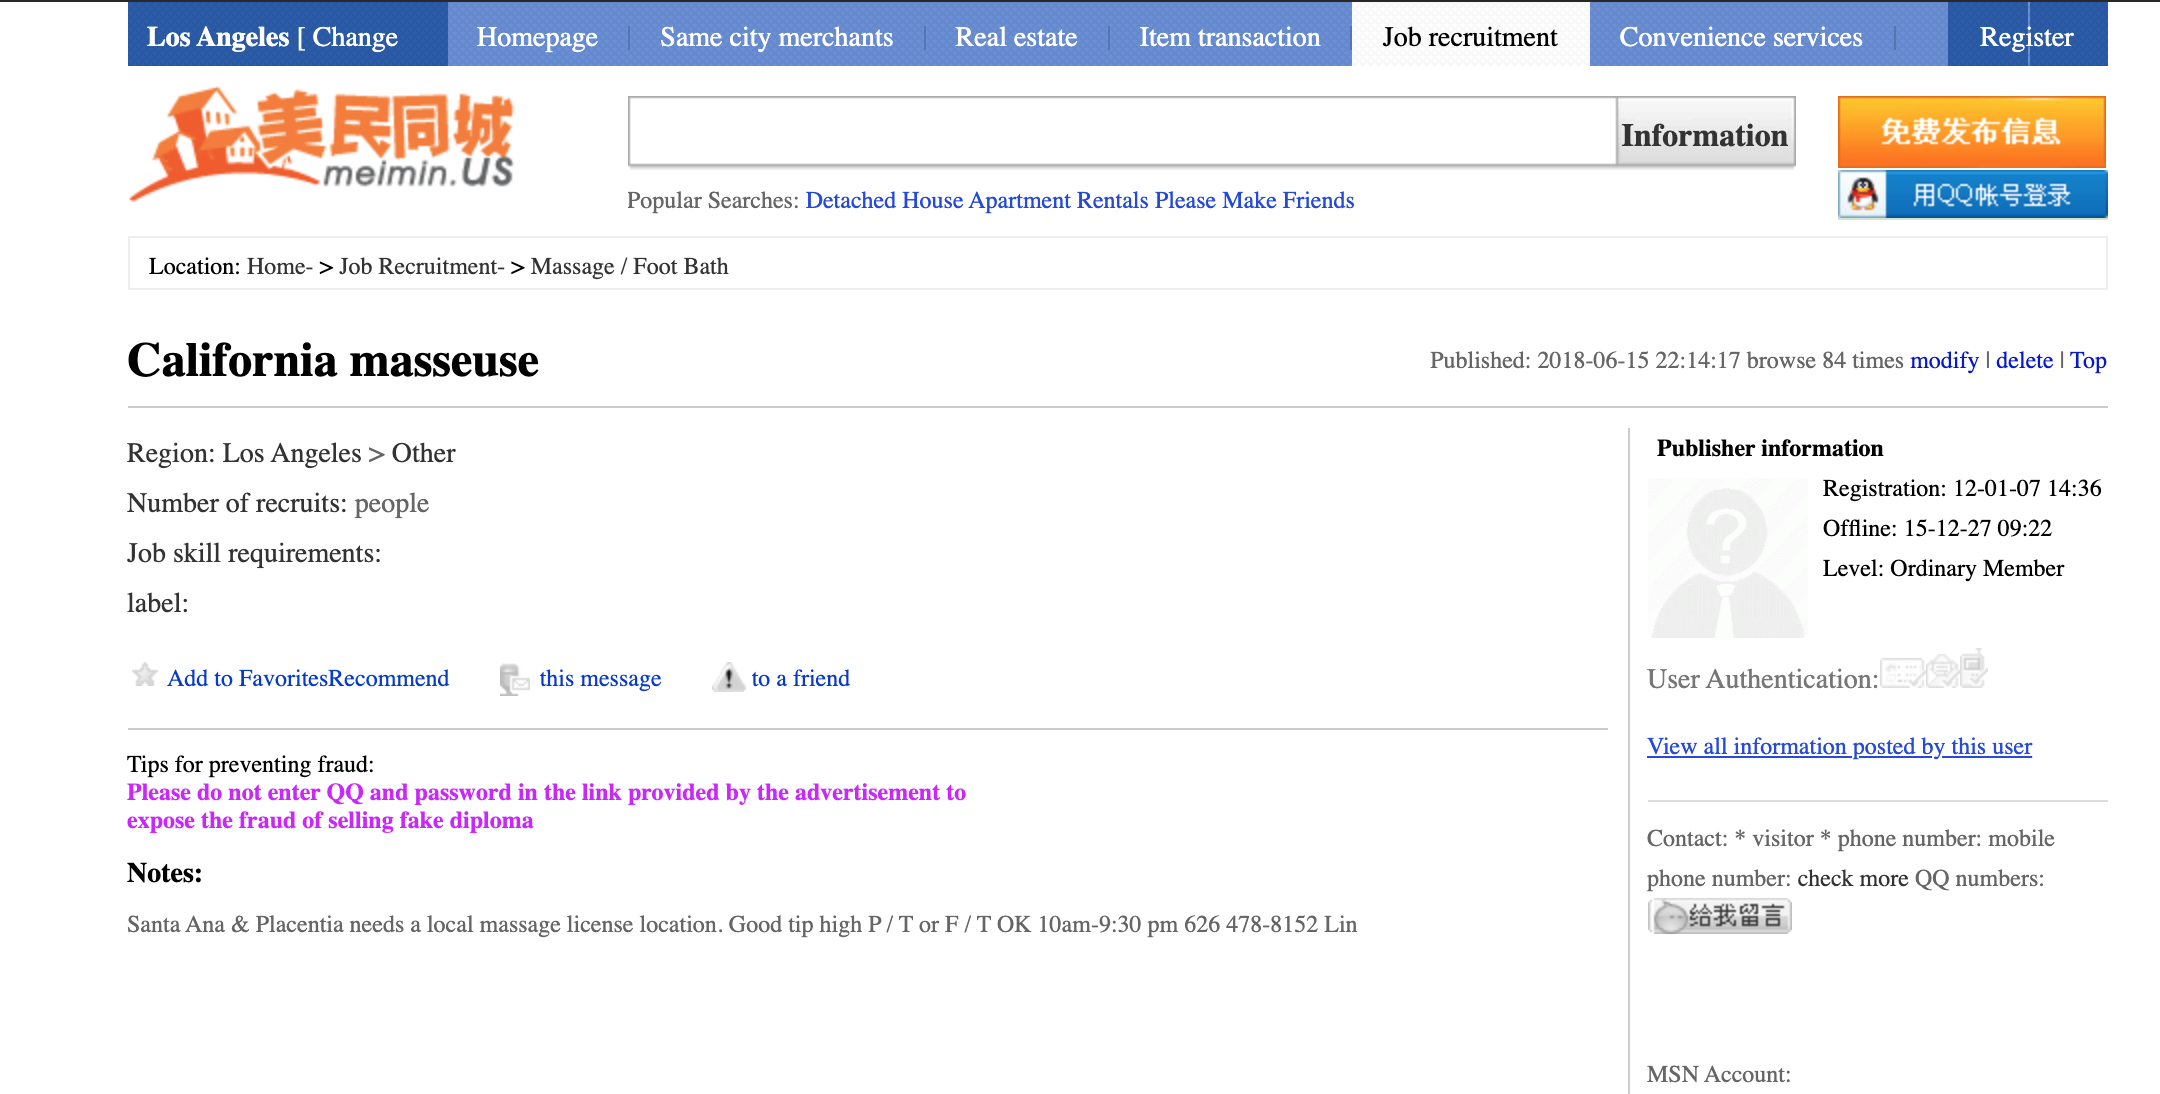 Los Angeles [ Change
Homepage
Same city merchants
Real estate
Item transaction
Job recruitment
Convenience services
Register
美民同城
meimin.us
Information
免费发布信息
Popular Searches: Detached House Apartment Rentals Please Make Friends
用QQ帐号登录
Location: Home- > Job Recruitment- > Massage / Foot Bath
California masseuse
Published: 2018-06-15 22:14:17 browse 84 times modify | delete | Top
Region: Los Angeles > Other
Number of recruits: people
Job skill requirements:
label:
Add to FavoritesRecommend
this message
to a friend
Tips for preventing fraud:
Please do not enter QQ and password in the link provided by the advertisement to
expose the fraud of selling fake diploma
Notes:
Santa Ana & Placentia needs a local massage license location. Good tip high P / T or F / T OK 10am-9:30 pm 626 478-8152 Lin
Publisher information
Registration: 12-01-07 14:36
Offline: 15-12-27 09:22
Level: Ordinary Member
User Authentication:
View all information posted by this user
Contact: * visitor * phone number: mobile
phone number: check more QQ numbers:
给我留言
MSN Account: